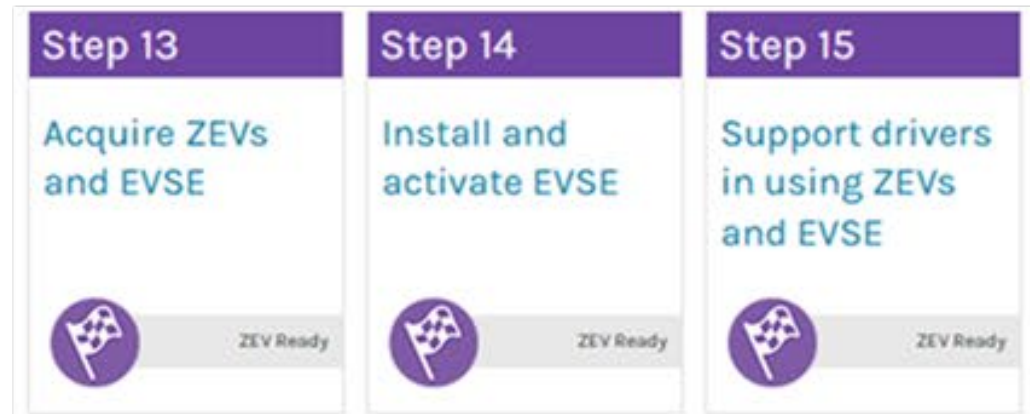 Step 13
Acquire ZEVs
and EVSE
ZEV Ready
Step 14
Install and
activate EVSE
ZEV Ready
Step 15
Support drivers
in using ZEVs
and EVSE
ZEV Ready